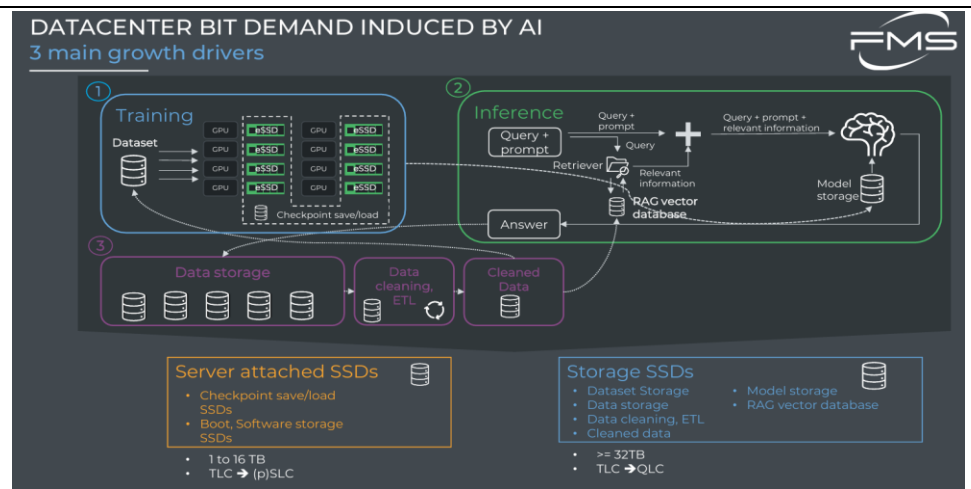 DATACENTER BIT DEMAND INDUCED BY AI
3 main growth drivers
FMS
1
Training
Dataset
GPU
eSSD
GPU
eSSD
GPU
eSSD
GPU
eSSD
GPU
eSSD
GPU
eSSD
GPU
eSSD
GPU
eSSD
Checkpoint save/load
2
Inference
Query +
prompt
Query +
prompt
Query
Retriever
Relevant
information
RAG vector
database
Query + prompt +
relevant information
Model
storage
Answer
3
Data storage
Data
cleaning,
ETL
Cleaned
Data
Server attached SSDs
• Checkpoint save/load
SSDs
• Boot, Software storage
SSDs
• 1 to 16 TB
• TLC ➔ (p)SLC
Storage SSDs
• Dataset Storage
• Data storage
• Data cleaning, ETL
• Cleaned data
• Model storage
• RAG vector database
• >= 32TB
• TLC ➔QLC